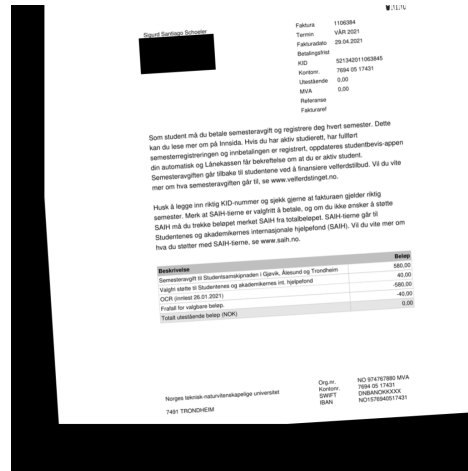 Sigurd Santiago Schoeler
Faktura 1106384
Termin VÅR 2021
Fakturadato 29.04.2021
Betalingsfrist
KID 521342011063845
Kontonr. 7694 05 17431
Utestående 0,00
MVA 0,00
Referanse
Fakturaref
Som student må du betale semesteravgift og registrere deg hvert semester. Dette
kan du lese mer om på Innsida. Hvis du har aktiv studierett, har fullført
semesterregistreringen og innbetalingen er registrert, oppdateres studentbevis-appen
din automatisk og Lånekassen får bekreftelse om at du er aktiv student.
Semesteravgiften går tilbake til studentene ved å finansiere velferdstilbud. Vil du vite
mer om hva semesteravgiften går til, se www.velferdstinget.no.
Husk å legge inn riktig KID-nummer og sjekk gjerne at fakturaen gjelder riktig
semester. Merk at SAIH-tierne er valgfritt å betale, og om du ikke ønsker å støtte
SAIH må du trekke beløpet merket SAIH fra totalbeløpet. SAIH-tierne går til
Studentenes og akademikernes internasjonale hjelpefond (SAIH). Vil du vite mer om
hva du støtter med SAIH-tierne, se www.saih.no.
Beskrivelse Beløp
Semesteravgift til Studentsamskipnaden i Gjøvik, Ålesund og Trondheim 580,00
Valgfri støtte til Studentenes og akademikernes int. hjelpefond 40,00
OCR (innlest 26.01.2021) -580,00
Frafall for valgbare beløp. -40,00
Totalt utestående beløp (NOK) 0,00
Norges teknisk-naturvitenskapelige universitet
7491 TRONDHEIM
Org.nr. NO 974767880 MVA
Kontonr. 7694 05 17431
SWIFT DNBANOKKXXX
IBAN NO1576940517431